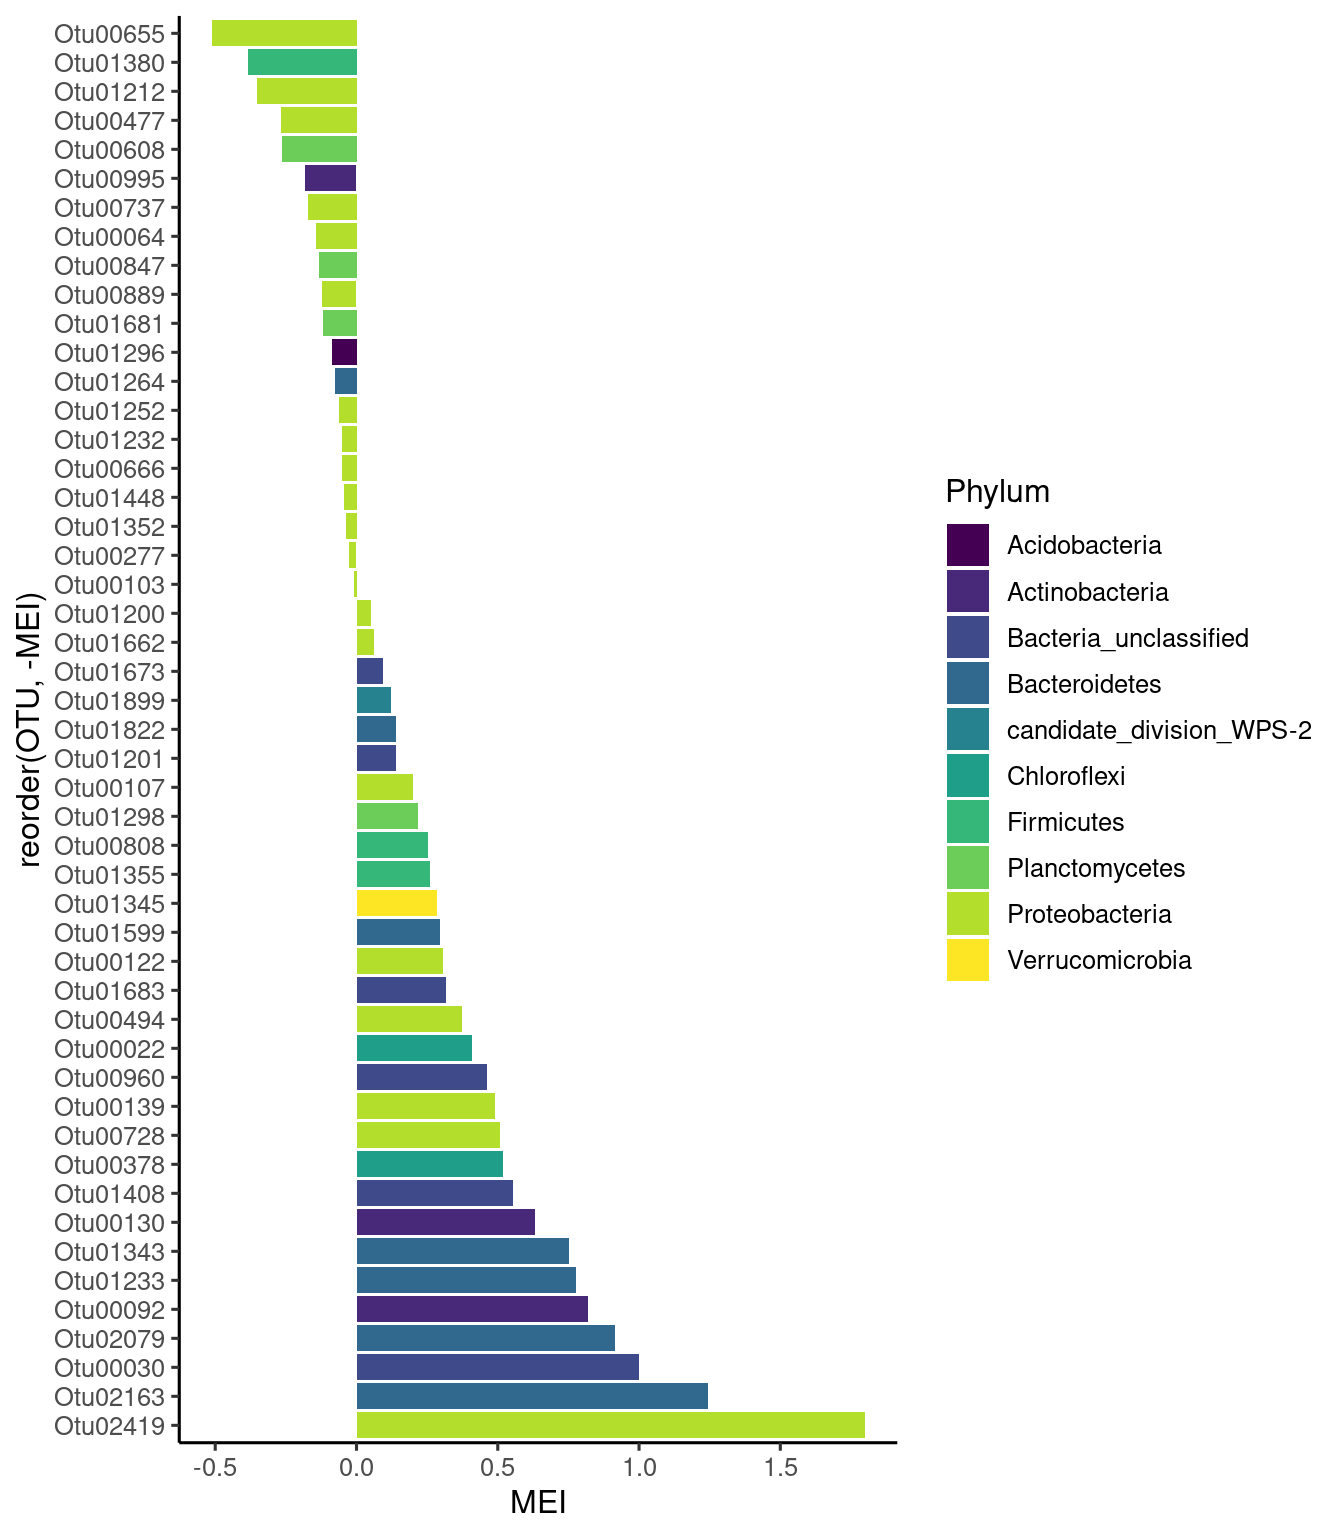 reorder(OTU, -MEI)
Otu00655
Otu01380
Otu01212
Otu00477
Otu00608
Otu00995
Otu00737
Otu00064
Otu00847
Otu00889
Otu01681
Otu01296
Otu01264
Otu01252
Otu01232
Otu00666
Otu01448
Otu01352
Otu00277
Otu00103
Otu01200
Otu01662
Otu01673
Otu01899
Otu01822
Otu01201
Otu00107
Otu01298
Otu00808
Otu01355
Otu01345
Otu01599
Otu00122
Otu01683
Otu00494
Otu00022
Otu00960
Otu00139
Otu00728
Otu00378
Otu01408
Otu00130
Otu01343
Otu01233
Otu00092
Otu02079
Otu00030
Otu02163
Otu02419
-0.5 0.0 0.5 1.0 1.5
MEI
Phylum
Acidobacteria
Actinobacteria
Bacteria_unclassified
Bacteroidetes
candidate_division_WPS-2
Chloroflexi
Firmicutes
Planctomycetes
Proteobacteria
Verrucomicrobia